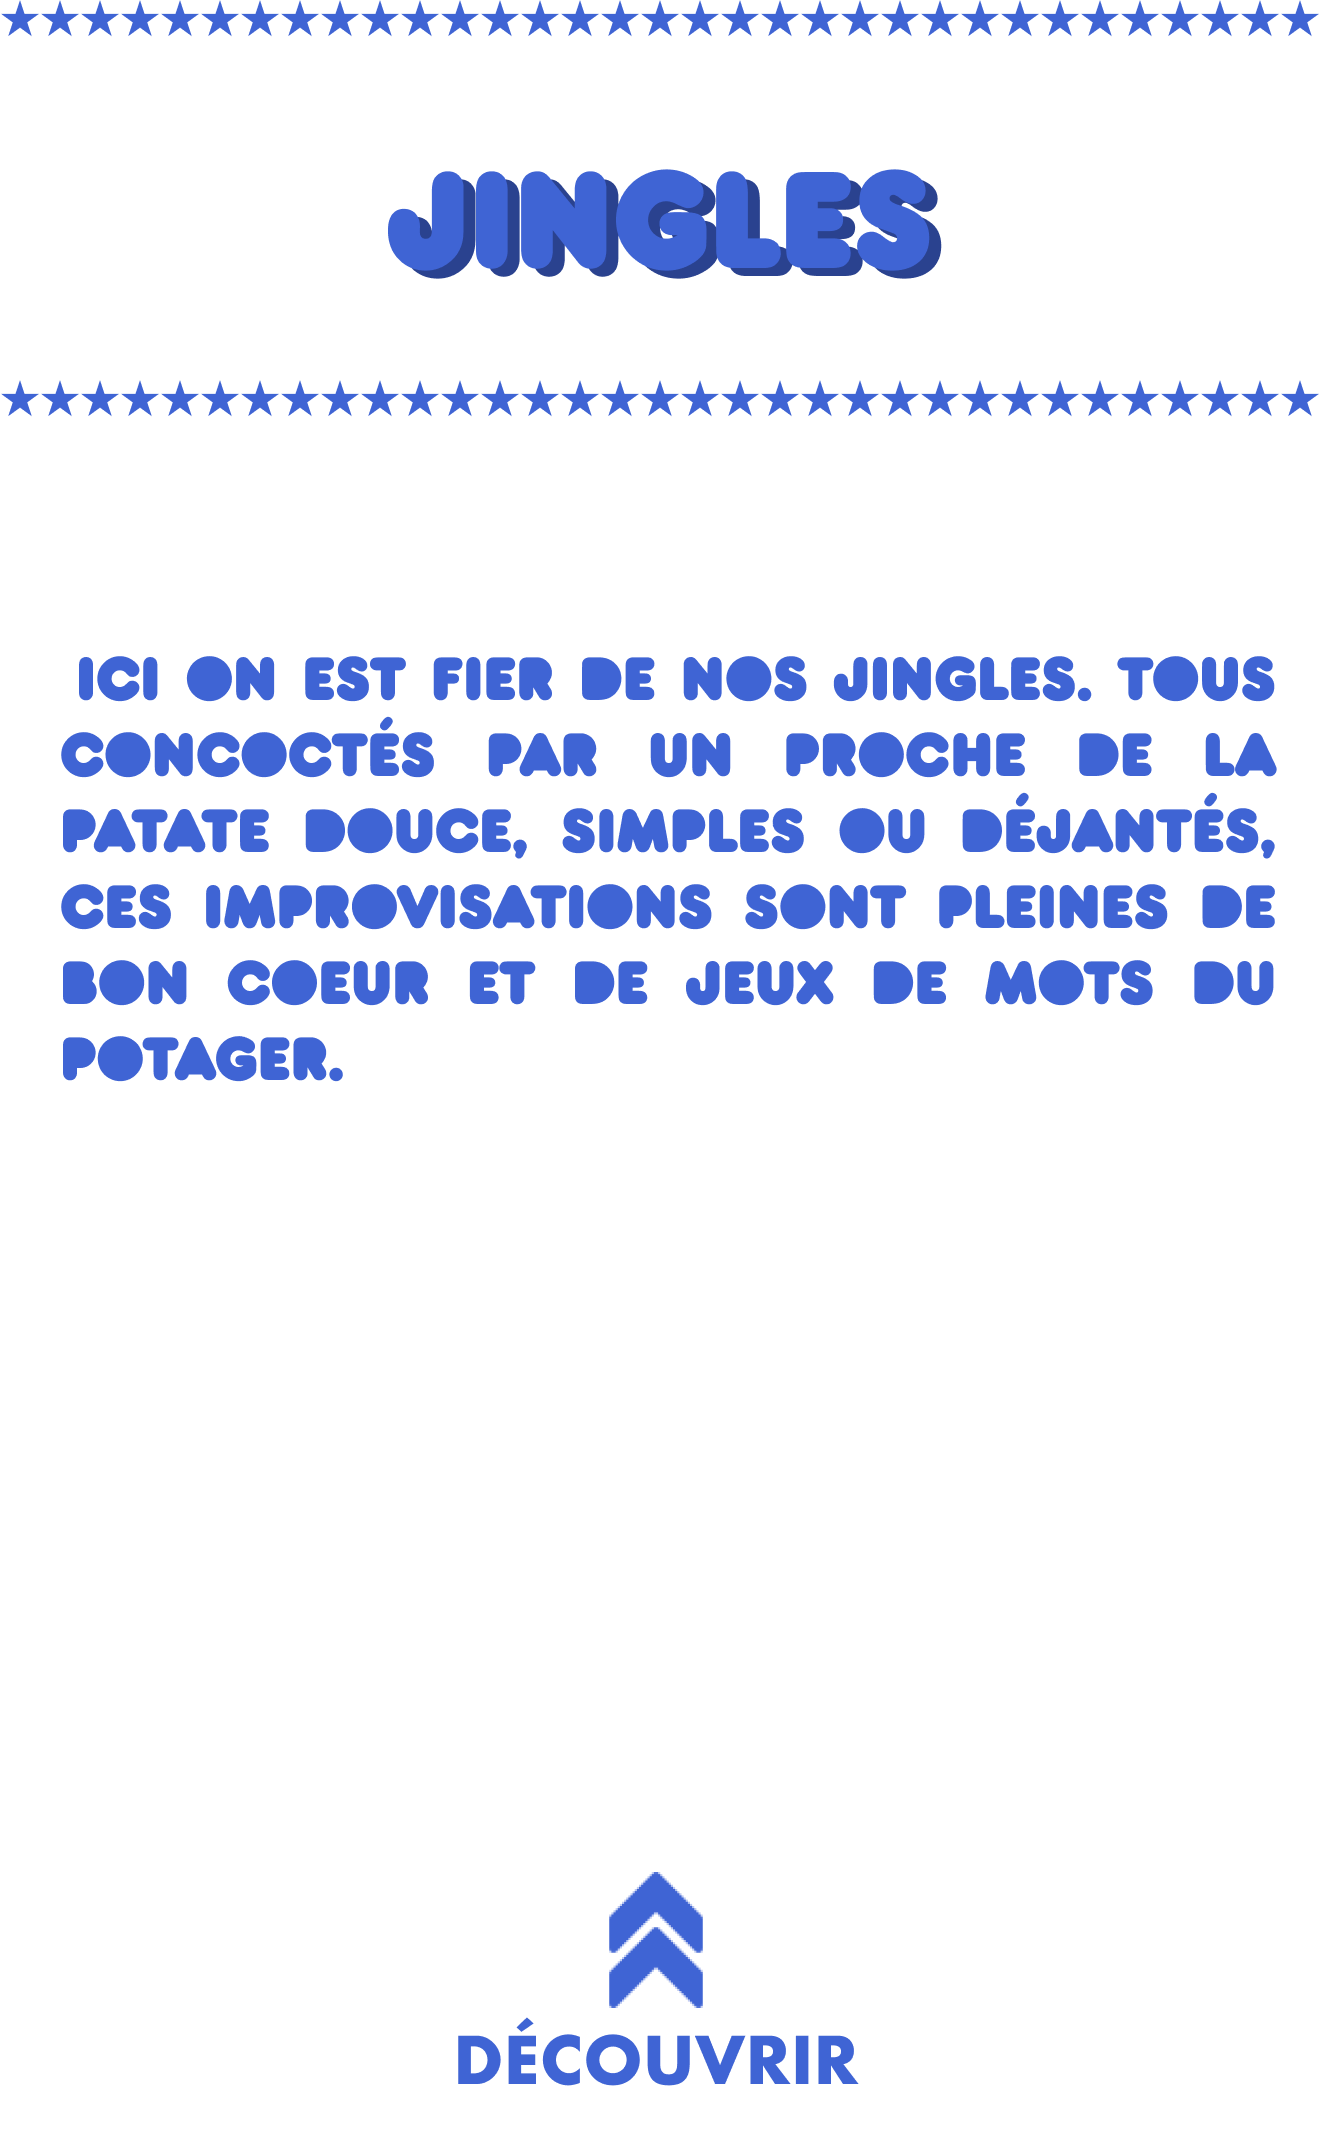 JINGLES
ICI ON EST FIER DE NOS JINGLES. TOUS
CONCOCTÉS PAR UN PROCHE DE LA
PATATE DOUCE, SIMPLES OU DÉJANTÉS,
CES IMPROVISATIONS SONT PLEINES DE
BON COEUR ET DE JEUX DE MOTS DU
POTAGER.
DÉCOUVRIR